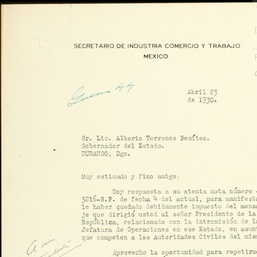 SECRETARIO DE INDUSTRIA COMERCIO Y TRABAJO
MEXICO.
Abril 23
de 1930.
Sr. Lic. Alberto Terrones Benítez.
Gobernador del Estado.
DURANGO, Dgo.
Muy estimado y fino amigo:
Doy respuesta a su atenta nota número
3216-S.P. de fecha 4 del actual, para manifesta
le haber quedado debidamente impuesto del mensa
je que dirigió usted al señor Presidente de la
República, relacionado con la intromisión de la
Jefatura de Operaciones en ese Estado, en asun
que competen a las Autoridades Civiles del mis
Aprovecho la oportunidad para repetirm